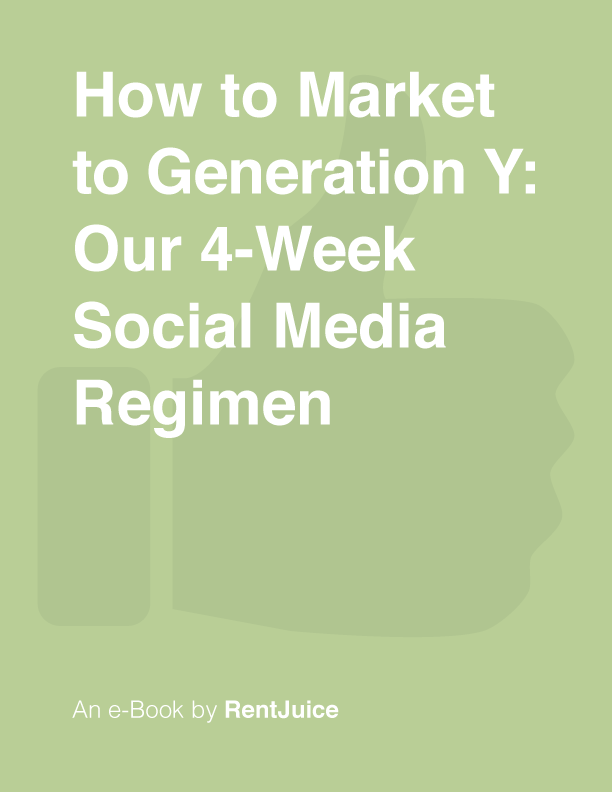 How to Market
to Generation Y:
Our 4-Week
Social Media
Regimen
An e-Book by RentJuice